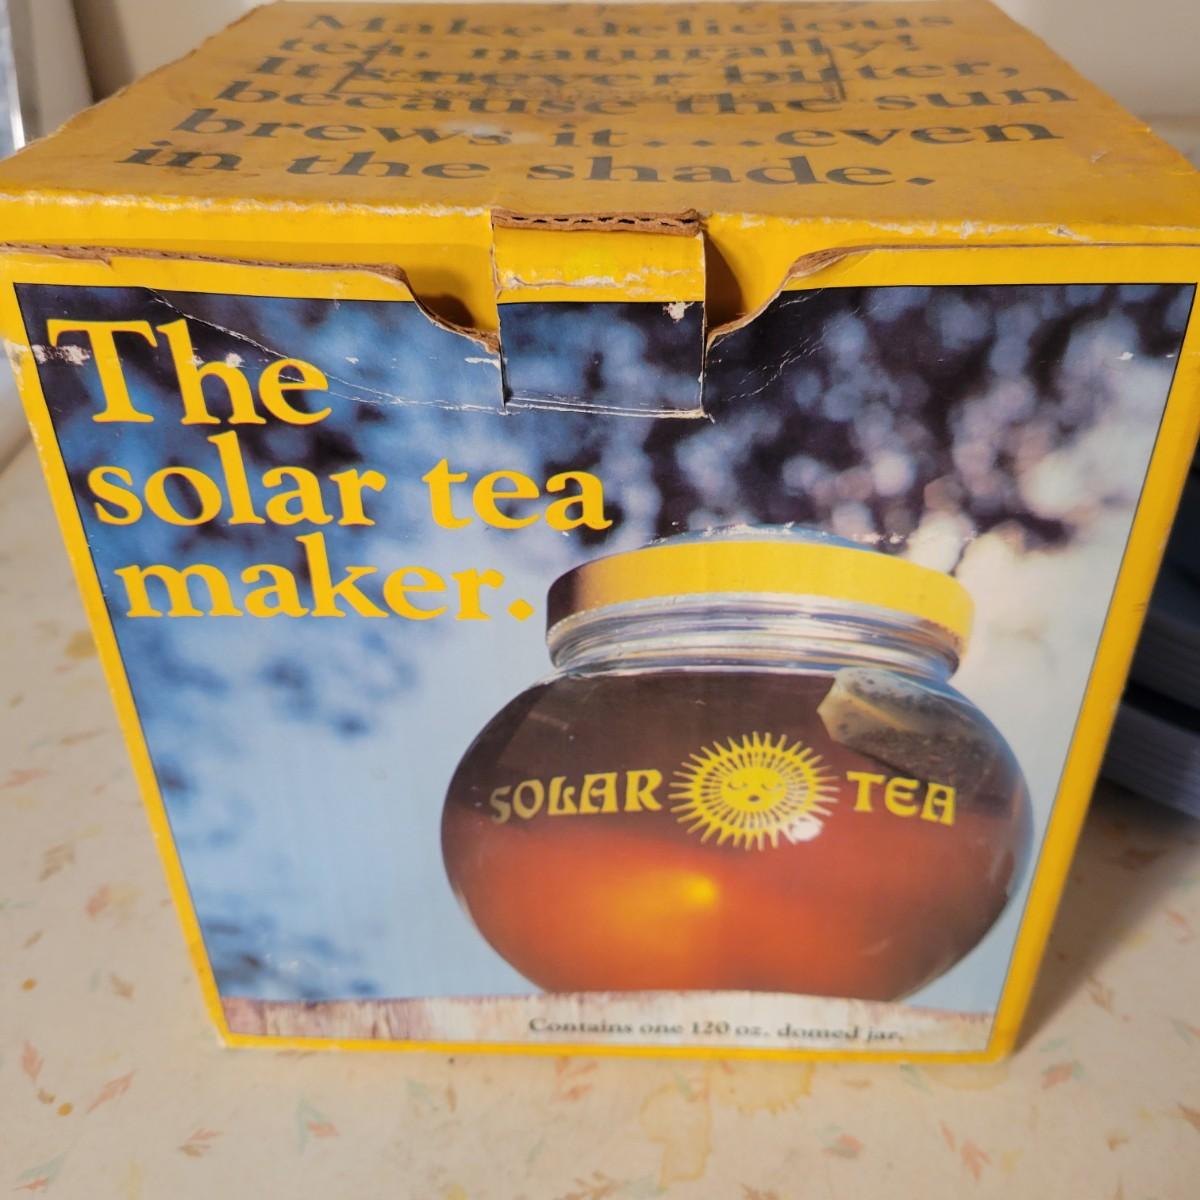 Make delicious
tea, naturally!
It's never bitter,
because the sun
brews it...even
in the shade.
The
solar tea
maker.
SOLAR TEA
Contains one 120 oz. domed jar.